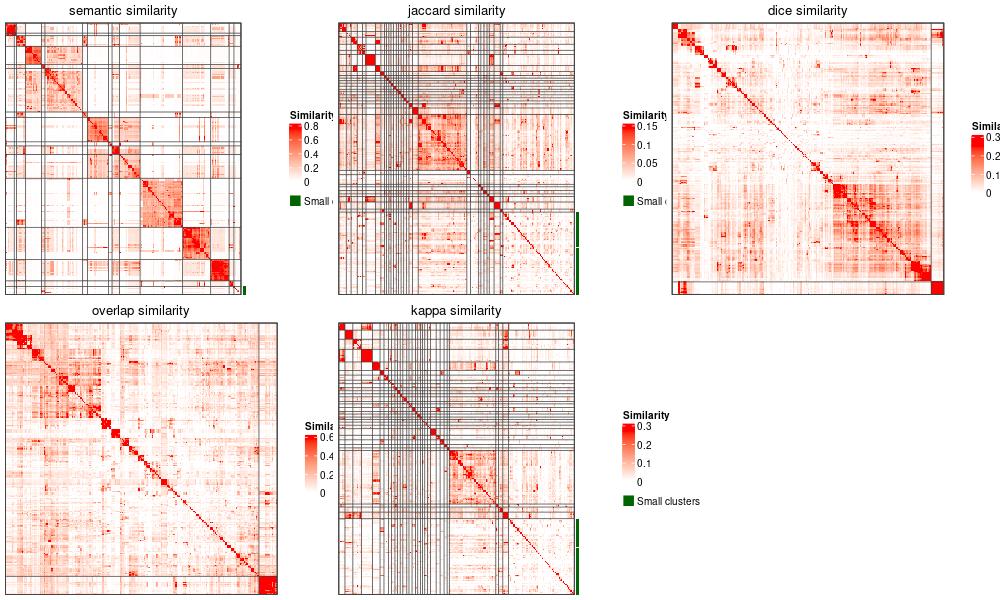 semantic similarity
Similarity
0.8
0.6
0.4
0.2
0
Small
jaccard similarity
Similarity
0.15
0.1
0.05
0
Small
dice similarity
Simila
0.3
0.2
0.1
0
overlap similarity
Simila
0.6
0.4
0.2
0
kappa similarity
Similarity
0.3
0.2
0.1
0
Small clusters